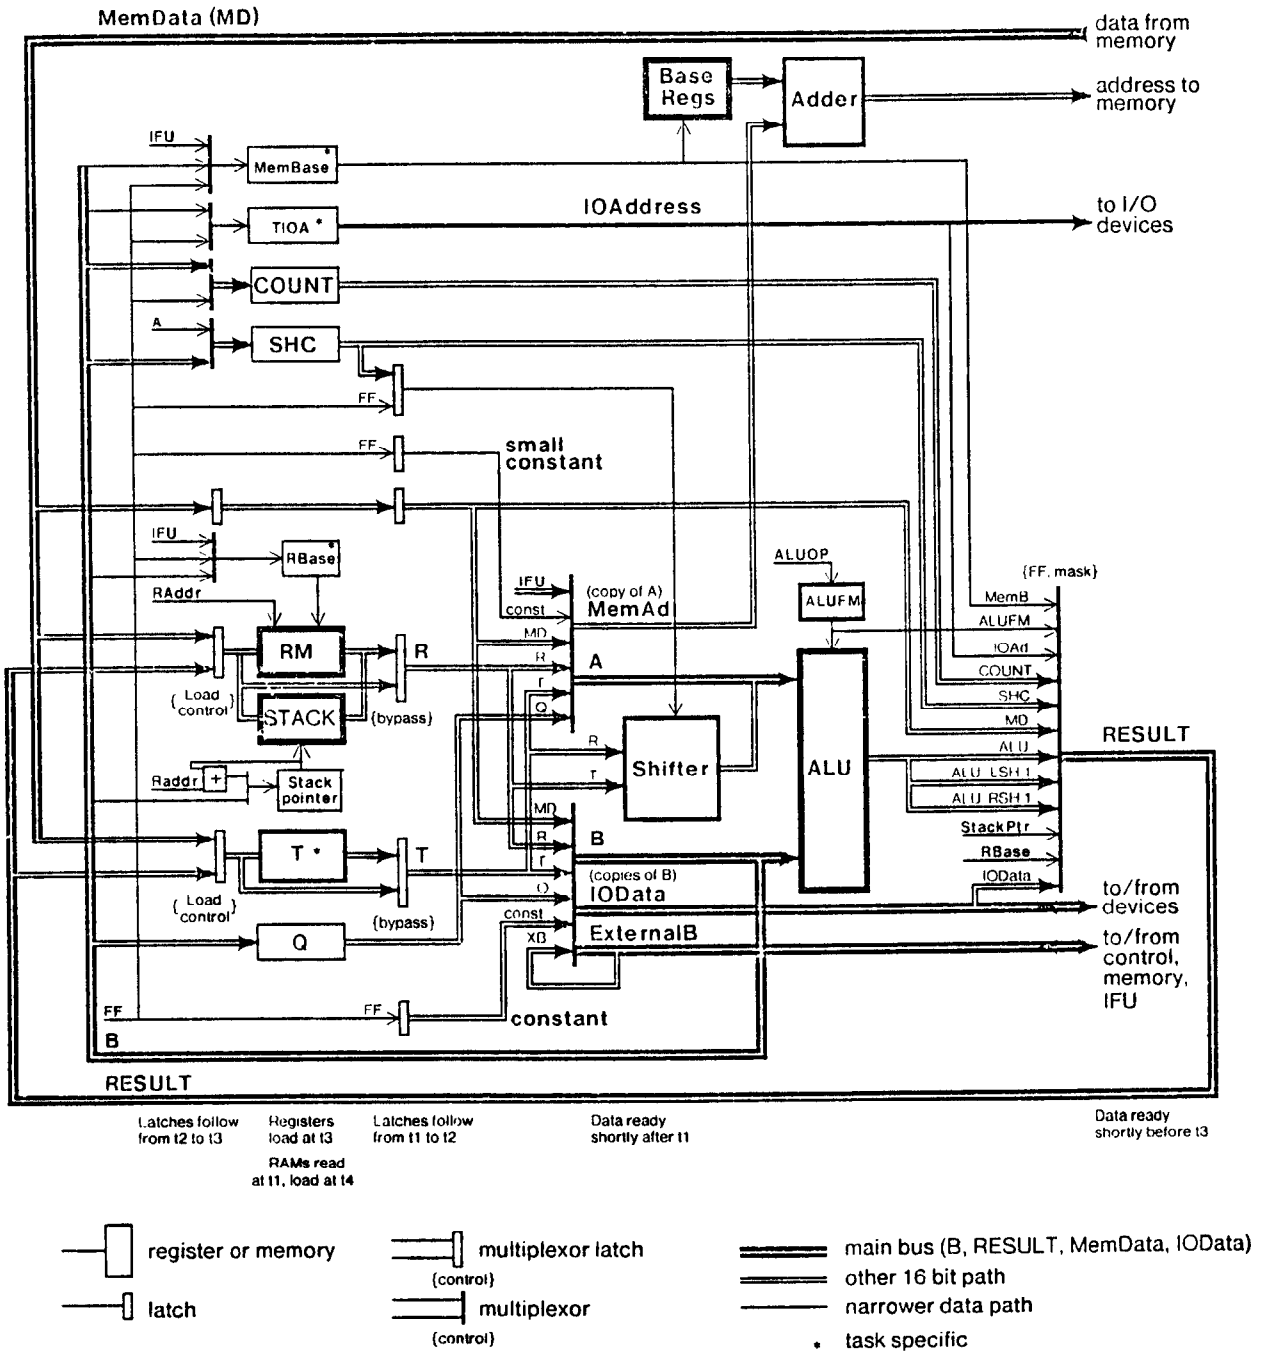 MemData (MD)
data from
memory
Base
Regs
Adder
address to
memory
IFU
MemBase *
IOAddress
to I/O
devices
TIOA *
COUNT
A
SHC
FF
FF
small
constant
IFU
RBase *
ALUOP
{FF, mask}
RAddr
IFU
(copy of A)
MemAd
ALUFM
MemB
const
ALUFM
MD
IOAd
RM
R
R
A
COUNT
T
SHC
{Load
control}
STACK
{bypass}
Q
MD
RESULT
R
ALU
Raddr
+
Stack
pointer
T
Shifter
ALU
ALU LSH 1
ALU RSH 1
MD
StackPtr
R
B
RBase
T *
T
T
(copies of B)
IOData
IOData
to/from
devices
{Load
control}
{bypass}
Q
const
ExternalB
to/from
control,
memory,
IFU
Q
XB
FF
FF
constant
B
RESULT
Latches follow
from t2 to t3
Registers
load at t3
RAMs read
at t1, load at t4
Latches follow
from t1 to t2
Data ready
shortly after t1
Data ready
shortly before t3
register or memory
multiplexor latch
{control}
main bus (B, RESULT, MemData, IOData)
other 16 bit path
latch
multiplexor
{control}
narrower data path
* task specific